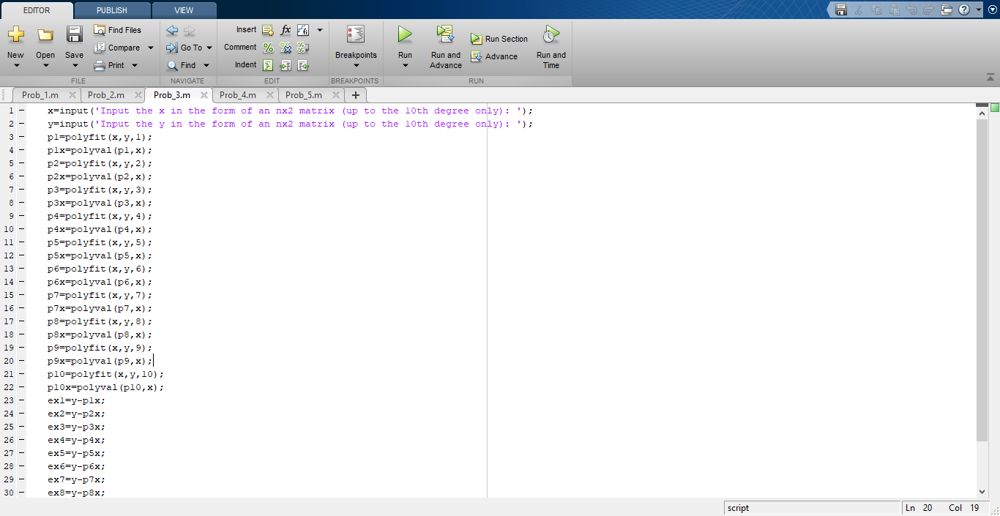 EDITOR PUBLISH VIEW
New Open Save Find Files Compare Print
FILE
Go To Find
NAVIGATE
Insert fx fi
Comment % %
Indent
EDIT
Breakpoints
BREAKPOINTS
Run Run and Advance Run Section Advance Run and Time
RUN
Prob_1.m Prob_2.m Prob_3.m Prob_4.m Prob_5.m +
1 x=input('Input the x in the form of an nx2 matrix (up to the 10th degree only): ');
2 y=input('Input the y in the form of an nx2 matrix (up to the 10th degree only): ');
3 p1=polyfit(x,y,1);
4 p1x=polyval(p1,x);
5 p2=polyfit(x,y,2);
6 p2x=polyval(p2,x);
7 p3=polyfit(x,y,3);
8 p3x=polyval(p3,x);
9 p4=polyfit(x,y,4);
10 p4x=polyval(p4,x);
11 p5=polyfit(x,y,5);
12 p5x=polyval(p5,x);
13 p6=polyfit(x,y,6);
14 p6x=polyval(p6,x);
15 p7=polyfit(x,y,7);
16 p7x=polyval(p7,x);
17 p8=polyfit(x,y,8);
18 p8x=polyval(p8,x);
19 p9=polyfit(x,y,9);
20 p9x=polyval(p9,x);
21 p10=polyfit(x,y,10);
22 p10x=polyval(p10,x);
23 ex1=y-p1x;
24 ex2=y-p2x;
25 ex3=y-p3x;
26 ex4=y-p4x;
27 ex5=y-p5x;
28 ex6=y-p6x;
29 ex7=y-p7x;
30 ex8=y-p8x;
script Ln 20 Col 19